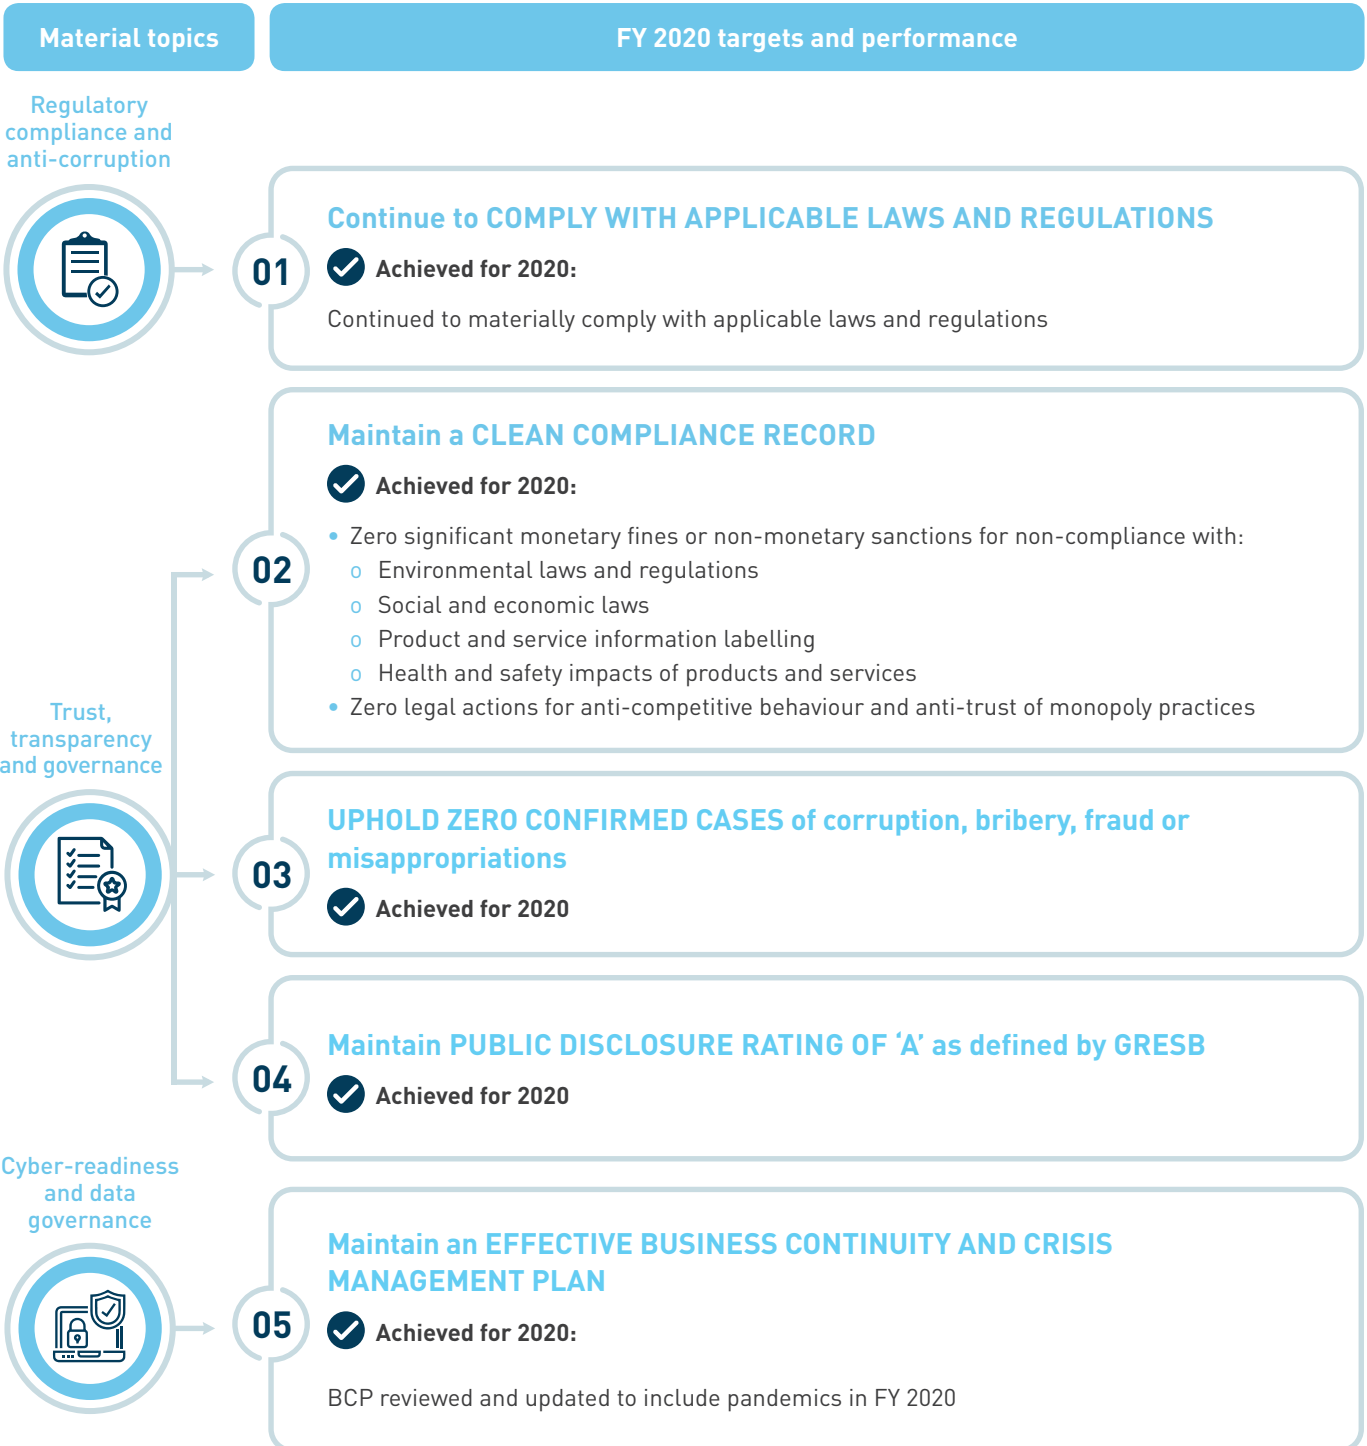 Material topics
FY 2020 targets and performance
Regulatory
compliance and
anti-corruption
01
Continue to COMPLY WITH APPLICABLE LAWS AND REGULATIONS
Achieved for 2020:
Continued to materially comply with applicable laws and regulations
Trust,
transparency
and governance
02
Maintain a CLEAN COMPLIANCE RECORD
Achieved for 2020:
• Zero significant monetary fines or non-monetary sanctions for non-compliance with:
o Environmental laws and regulations
o Social and economic laws
o Product and service information labelling
o Health and safety impacts of products and services
• Zero legal actions for anti-competitive behaviour and anti-trust of monopoly practices
03
UPHOLD ZERO CONFIRMED CASES of corruption, bribery, fraud or
misappropriations
Achieved for 2020
04
Maintain PUBLIC DISCLOSURE RATING OF ‘A’ as defined by GRESB
Achieved for 2020
Cyber-readiness
and data
governance
05
Maintain an EFFECTIVE BUSINESS CONTINUITY AND CRISIS
MANAGEMENT PLAN
Achieved for 2020:
BCP reviewed and updated to include pandemics in FY 2020